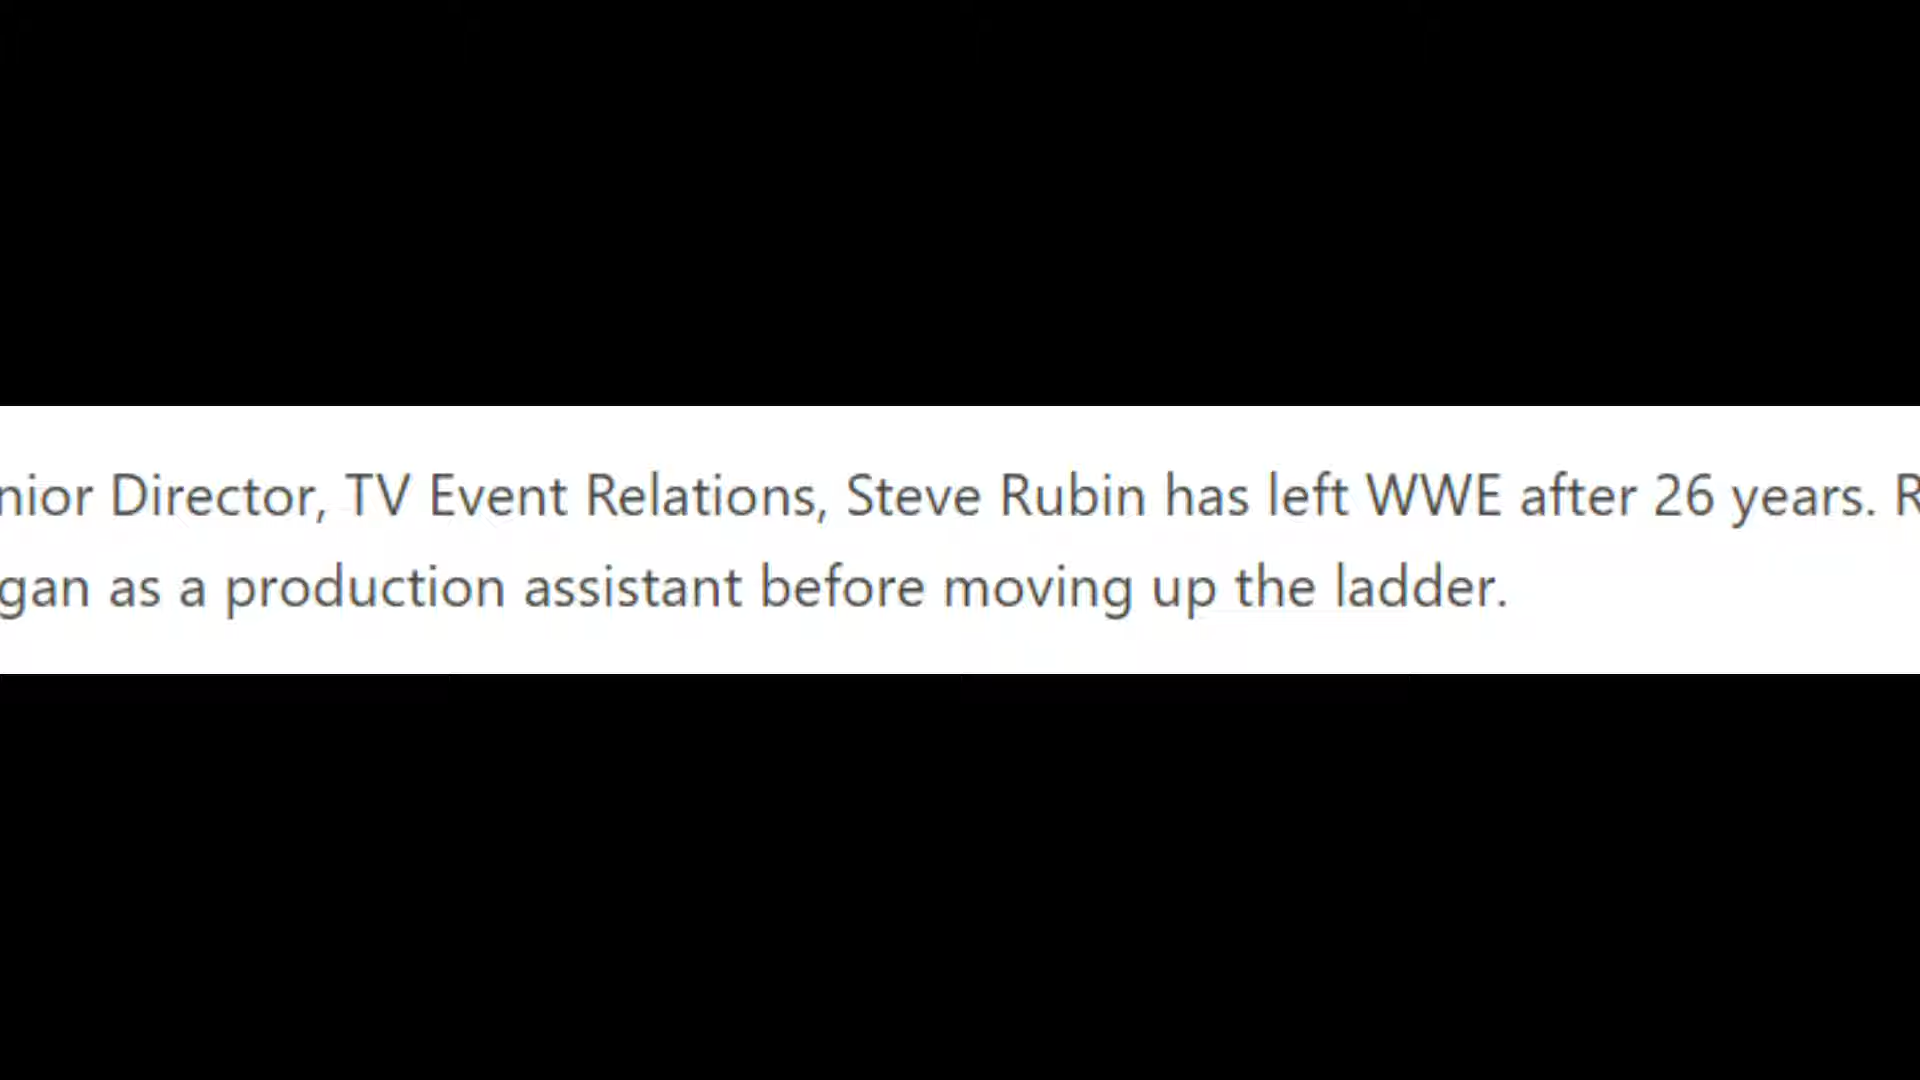 nior Director, TV Event Relations, Steve Rubin has left WWE after 26 years. R
gan as a production assistant before moving up the ladder.